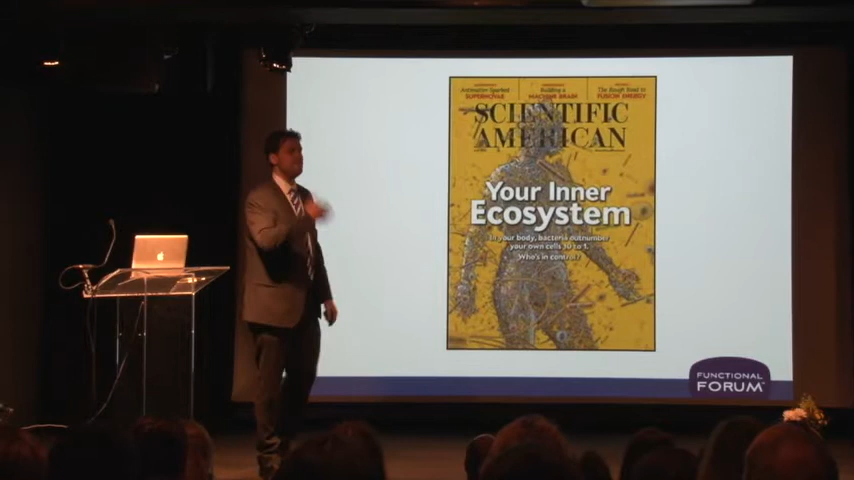 Antimatter Sparked
SUPERNOVAE
Building a
MACHINE BRAIN
The Rough Road to
FUSION ENERGY
SCIENTIFIC
AMERICAN
Your Inner
Ecosystem
In your body, bacteria outnumber
your own cells 10 to 1.
Who's in control?
FUNCTIONAL
FORUM